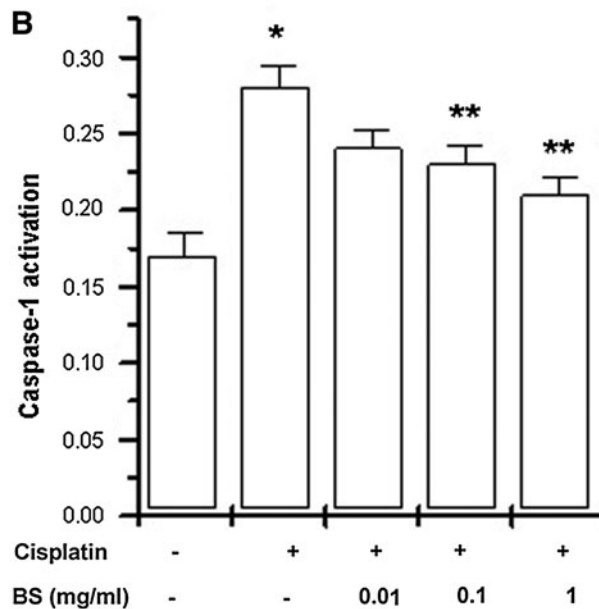 B
*
0.30
**
0.25
**
0.20
0.15
0.10
0.05
0.00
Caspase-1 activation
Cisplatin - + + + +
BS (mg/ml) - - 0.01 0.1 1